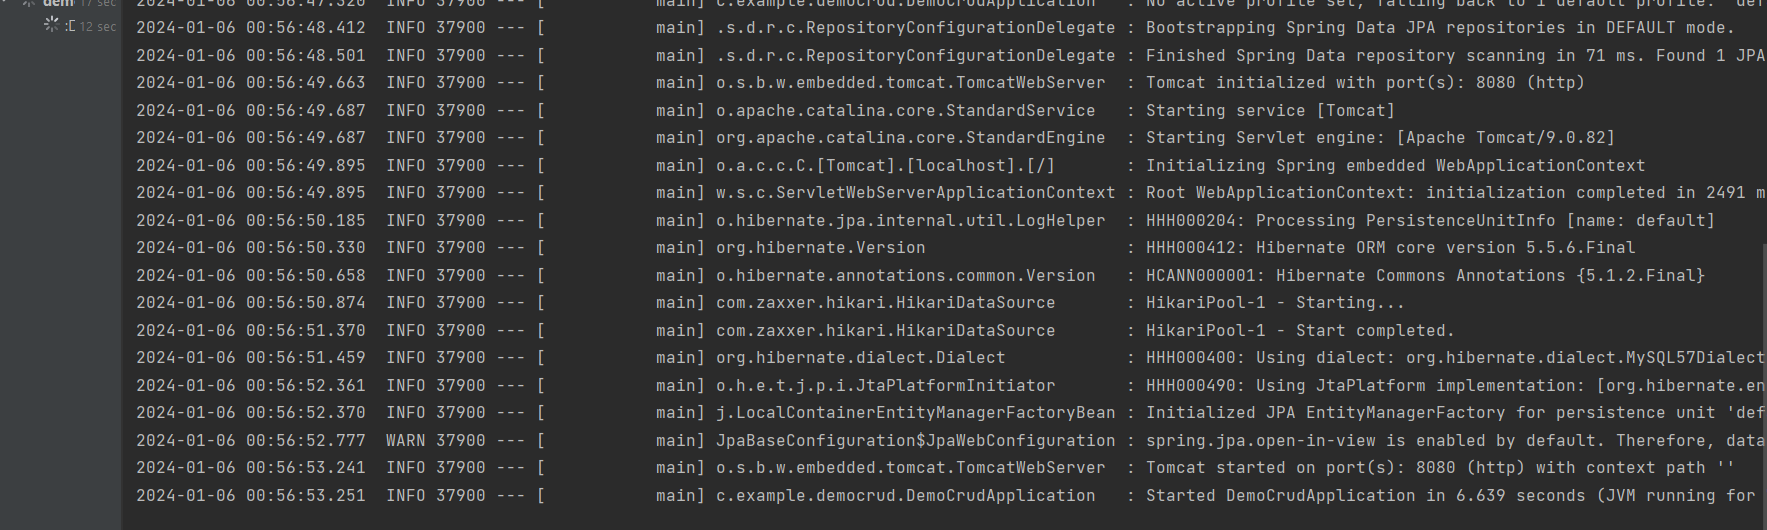 dem 17 sec
2024-01-06 00:56:47.320 INFO 37900 --- [ main] c.example.democrud.DemoCrudApplication : No active profile set, falling back to 1 default profile: "def
:[ 12 sec
2024-01-06 00:56:48.412 INFO 37900 --- [ main] .s.d.r.c.RepositoryConfigurationDelegate : Bootstrapping Spring Data JPA repositories in DEFAULT mode.
2024-01-06 00:56:48.501 INFO 37900 --- [ main] .s.d.r.c.RepositoryConfigurationDelegate : Finished Spring Data repository scanning in 71 ms. Found 1 JPA
2024-01-06 00:56:49.663 INFO 37900 --- [ main] o.s.b.w.embedded.tomcat.TomcatWebServer : Tomcat initialized with port(s): 8080 (http)
2024-01-06 00:56:49.687 INFO 37900 --- [ main] o.apache.catalina.core.StandardService : Starting service [Tomcat]
2024-01-06 00:56:49.687 INFO 37900 --- [ main] org.apache.catalina.core.StandardEngine : Starting Servlet engine: [Apache Tomcat/9.0.82]
2024-01-06 00:56:49.895 INFO 37900 --- [ main] o.a.c.c.C.[Tomcat].[localhost].[/] : Initializing Spring embedded WebApplicationContext
2024-01-06 00:56:49.895 INFO 37900 --- [ main] w.s.c.ServletWebServerApplicationContext : Root WebApplicationContext: initialization completed in 2491 m
2024-01-06 00:56:50.185 INFO 37900 --- [ main] o.hibernate.jpa.internal.util.LogHelper : HHH000204: Processing PersistenceUnitInfo [name: default]
2024-01-06 00:56:50.330 INFO 37900 --- [ main] org.hibernate.Version : HHH000412: Hibernate ORM core version 5.5.6.Final
2024-01-06 00:56:50.658 INFO 37900 --- [ main] o.hibernate.annotations.common.Version : HCANN000001: Hibernate Commons Annotations {5.1.2.Final}
2024-01-06 00:56:50.874 INFO 37900 --- [ main] com.zaxxer.hikari.HikariDataSource : HikariPool-1 - Starting...
2024-01-06 00:56:51.370 INFO 37900 --- [ main] com.zaxxer.hikari.HikariDataSource : HikariPool-1 - Start completed.
2024-01-06 00:56:51.459 INFO 37900 --- [ main] org.hibernate.dialect.Dialect : HHH000400: Using dialect: org.hibernate.dialect.MySQL57Dialect
2024-01-06 00:56:52.361 INFO 37900 --- [ main] o.h.e.t.j.p.i.JtaPlatformInitiator : HHH000490: Using JtaPlatform implementation: [org.hibernate.en
2024-01-06 00:56:52.370 INFO 37900 --- [ main] j.LocalContainerEntityManagerFactoryBean : Initialized JPA EntityManagerFactory for persistence unit 'def
2024-01-06 00:56:52.777 WARN 37900 --- [ main] JpaBaseConfiguration$JpaWebConfiguration : spring.jpa.open-in-view is enabled by default. Therefore, data
2024-01-06 00:56:53.241 INFO 37900 --- [ main] o.s.b.w.embedded.tomcat.TomcatWebServer : Tomcat started on port(s): 8080 (http) with context path ''
2024-01-06 00:56:53.251 INFO 37900 --- [ main] c.example.democrud.DemoCrudApplication : Started DemoCrudApplication in 6.639 seconds (JVM running for